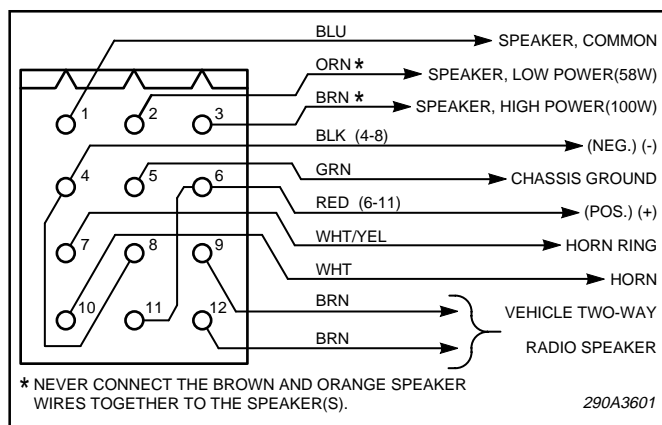 BLU SPEAKER, COMMON
ORN* SPEAKER, LOW POWER(58W)
BRN* SPEAKER, HIGH POWER(100W)
1 2 3
BLK (4-8) (NEG.) (-)
GRN CHASSIS GROUND
4 5 6
RED (6-11) (POS.) (+)
WHT/YEL HORN RING
7 8 9
WHT HORN
10 11 12
BRN VEHICLE TWO-WAY
BRN RADIO SPEAKER
* NEVER CONNECT THE BROWN AND ORANGE SPEAKER
WIRES TOGETHER TO THE SPEAKER(S).
290A3601